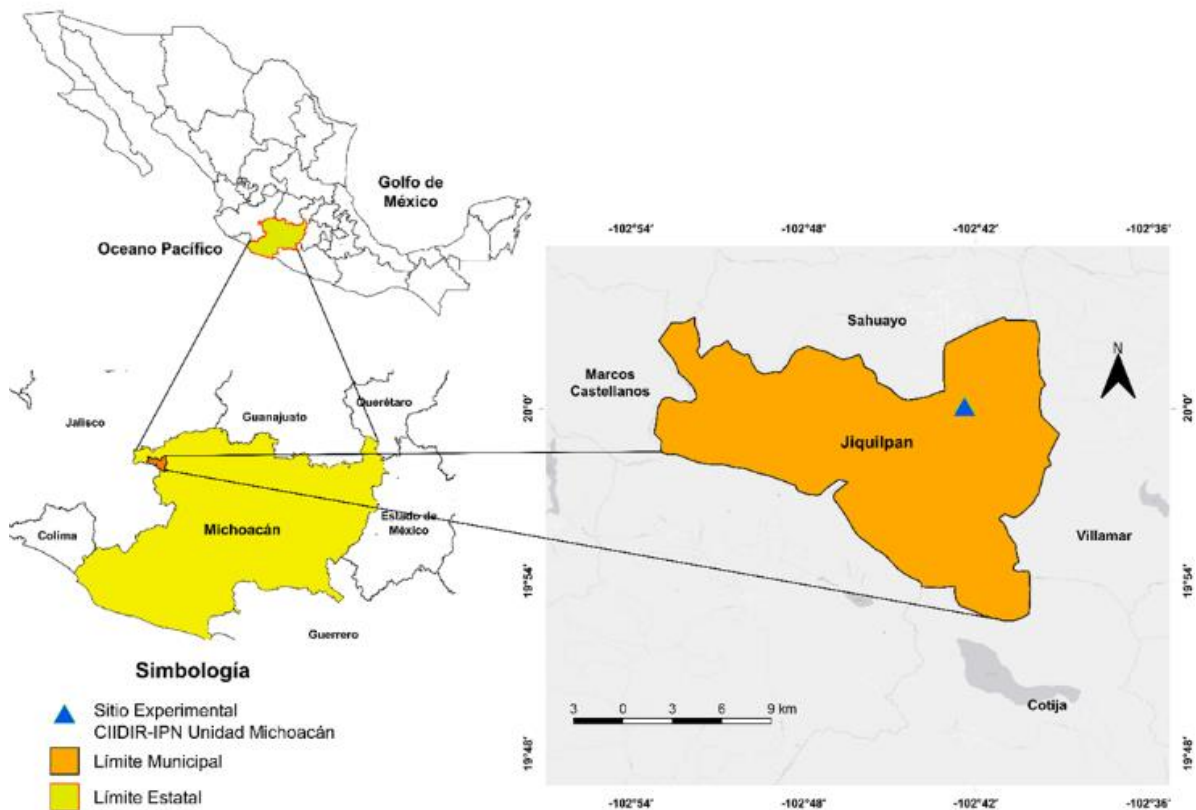 Golfo de
México
Oceano Pacífico
Jalisco
Guanajuato
Querétaro
Michoacán
Colima
Estado de
México
Guerrero
Simbología
Sitio Experimental
CIIDIR-IPN Unidad Michoacán
Límite Municipal
Límite Estatal
-102°54' -102°48' -102°42' -102°36'
Sahuayo
Marcos
Castellanos
N
20°0' 20°0'
Jiquilpan
Villamar
19°54' 19°54'
Cotija
3 0 3 6 9 km
19°48' 19°48'
-102°54' -102°48' -102°42' -102°36'